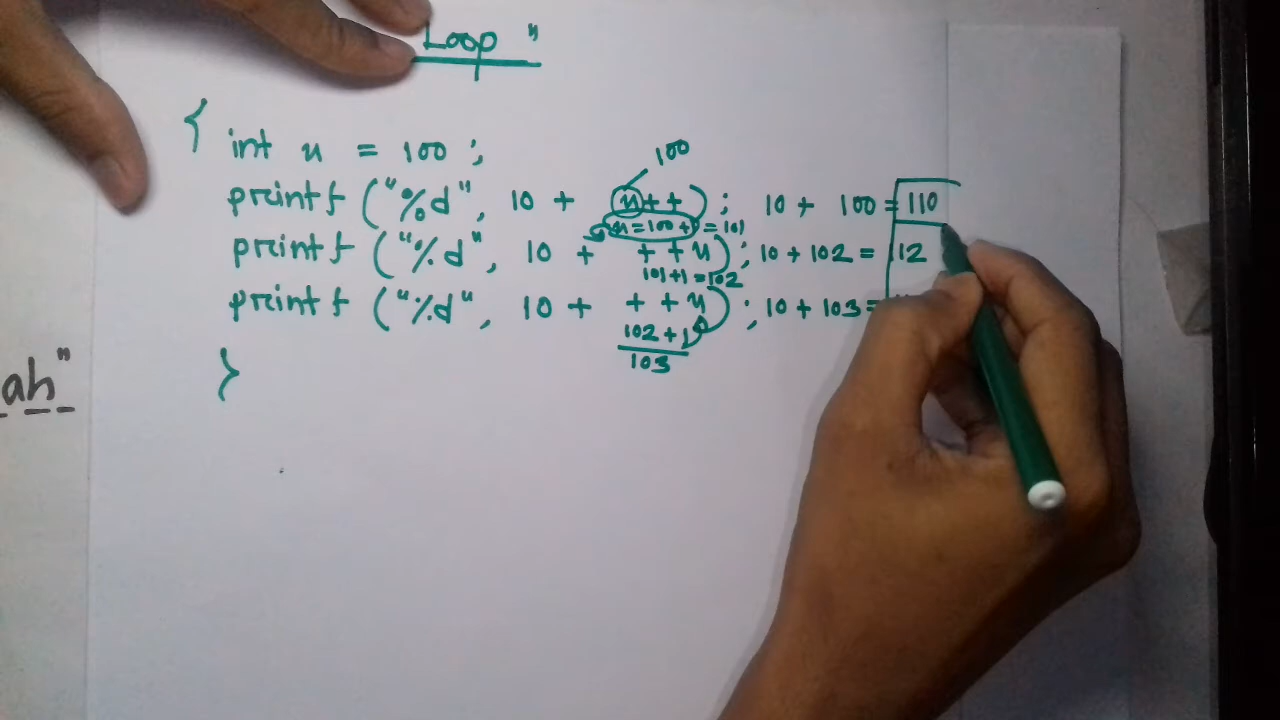 Loop "
{
int x = 100 ;
100
printf ("%d", 10 + x++) ; 10 + 100 = 110
x = 100 + 1 = 101
printf ("%d", 10 + ++x) ; 10 + 102 = 112
101 + 1 = 102
printf ("%d", 10 + ++x) ; 10 + 103 =
102 + 1
103
}
ah"